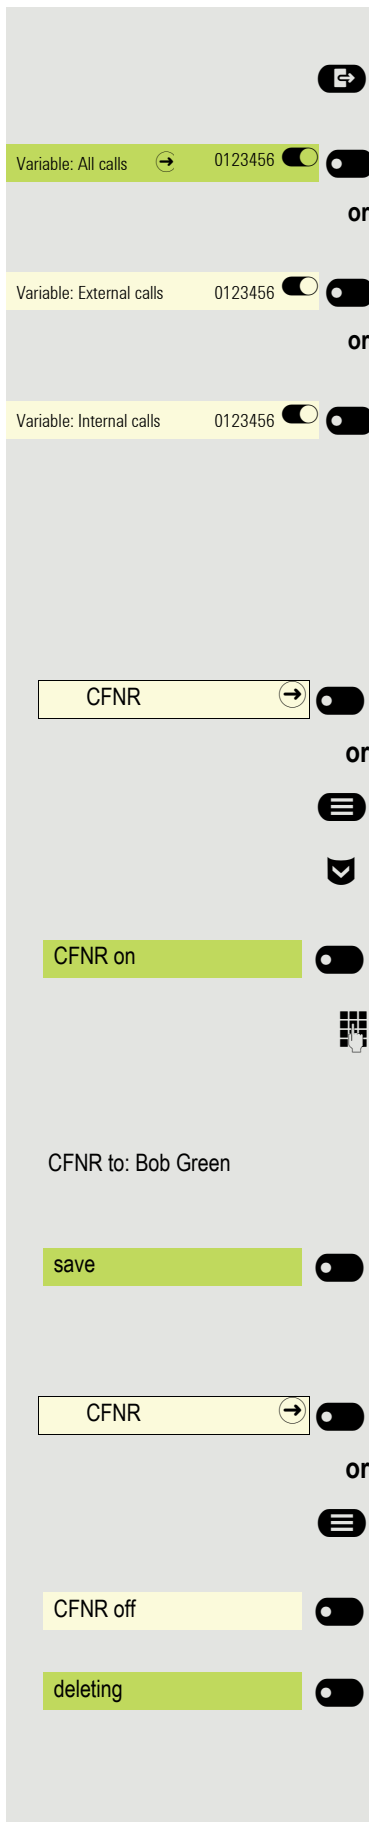 Variable: All calls 0123456
or
Variable: External calls 0123456
or
Variable: Internal calls 0123456
CFNR
or
CFNR on
CFNR to: Bob Green
save
CFNR
or
CFNR off
deleting